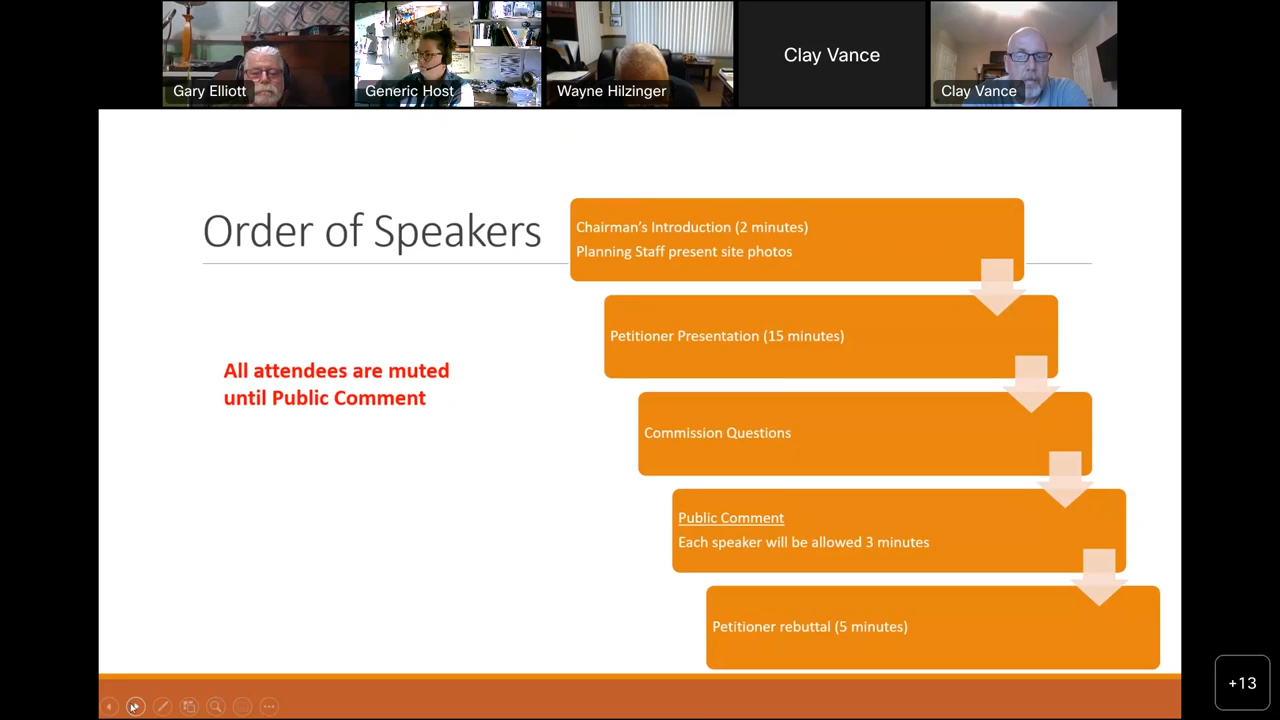 Gary Elliott
Generic Host
Wayne Hilzinger
Clay Vance
Clay Vance
Order of Speakers
All attendees are muted
until Public Comment
Chairman's Introduction (2 minutes)
Planning Staff present site photos
Petitioner Presentation (15 minutes)
Commission Questions
Public Comment
Each speaker will be allowed 3 minutes
Petitioner rebuttal (5 minutes)
+13